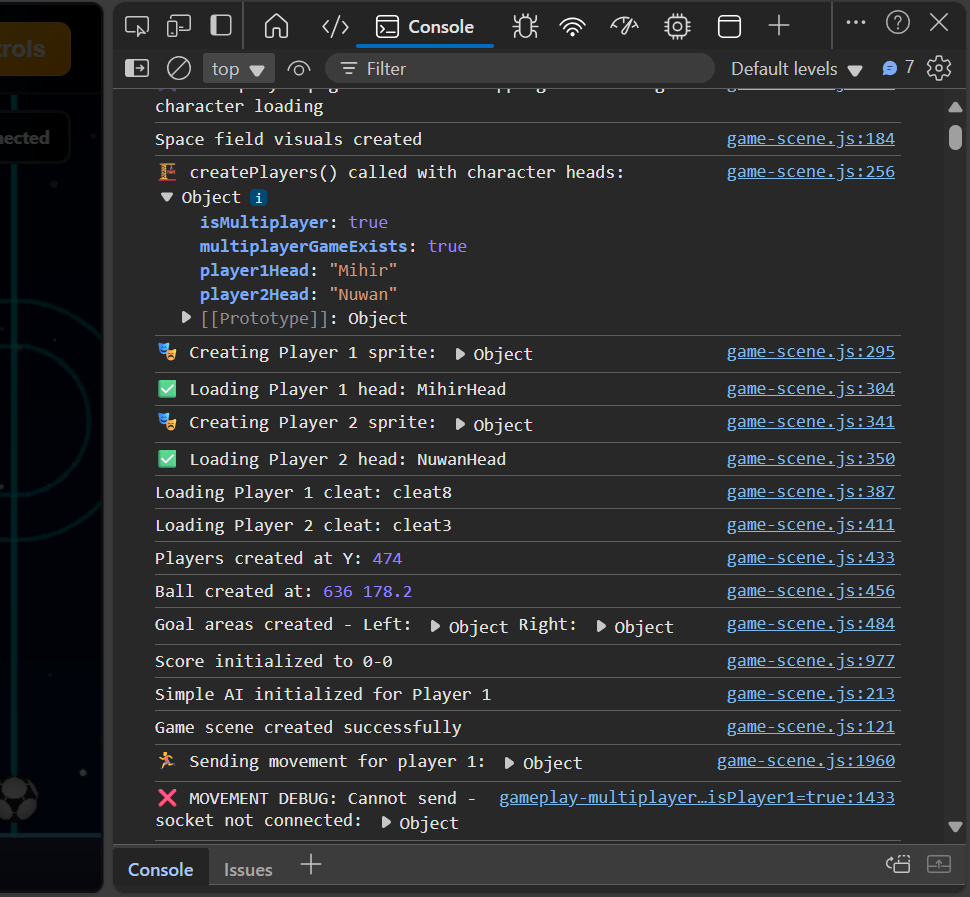 Console
top
Filter
Default levels
7
character loading
Space field visuals created game-scene.js:184
createPlayers() called with character heads: game-scene.js:256
Object i
isMultiplayer: true
multiplayerGameExists: true
player1Head: "Mihir"
player2Head: "Nuwan"
[[Prototype]]: Object
Creating Player 1 sprite: Object game-scene.js:295
Loading Player 1 head: MihirHead game-scene.js:304
Creating Player 2 sprite: Object game-scene.js:341
Loading Player 2 head: NuwanHead game-scene.js:350
Loading Player 1 cleat: cleat8 game-scene.js:387
Loading Player 2 cleat: cleat3 game-scene.js:411
Players created at Y: 474 game-scene.js:433
Ball created at: 636 178.2 game-scene.js:456
Goal areas created - Left: Object Right: Object game-scene.js:484
Score initialized to 0-0 game-scene.js:977
Simple AI initialized for Player 1 game-scene.js:213
Game scene created successfully game-scene.js:121
Sending movement for player 1: Object game-scene.js:1960
MOVEMENT DEBUG: Cannot send - gameplay-multiplayer…isPlayer1=true:1433
socket not connected: Object
Console
Issues